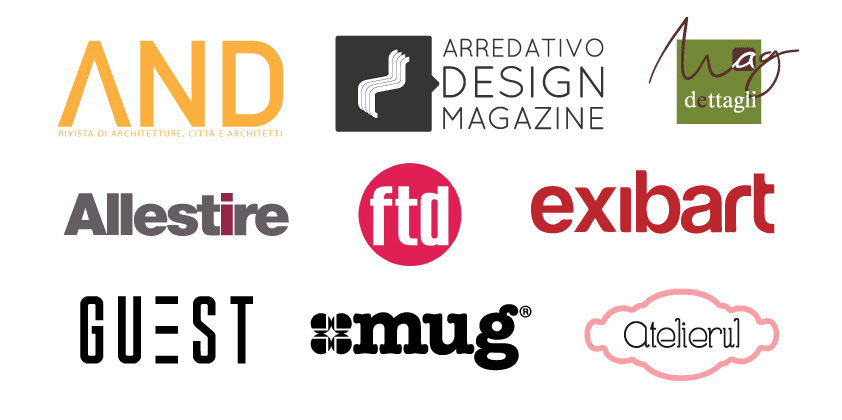 AND
RIVISTA DI ARCHITETTURE, CITTÀ E ARCHITETTI
ARREDATIVO
DESIGN
MAGAZINE
Mag
dettagli
Allestire
ftd
exibart
GUEST
mug®
atelierul